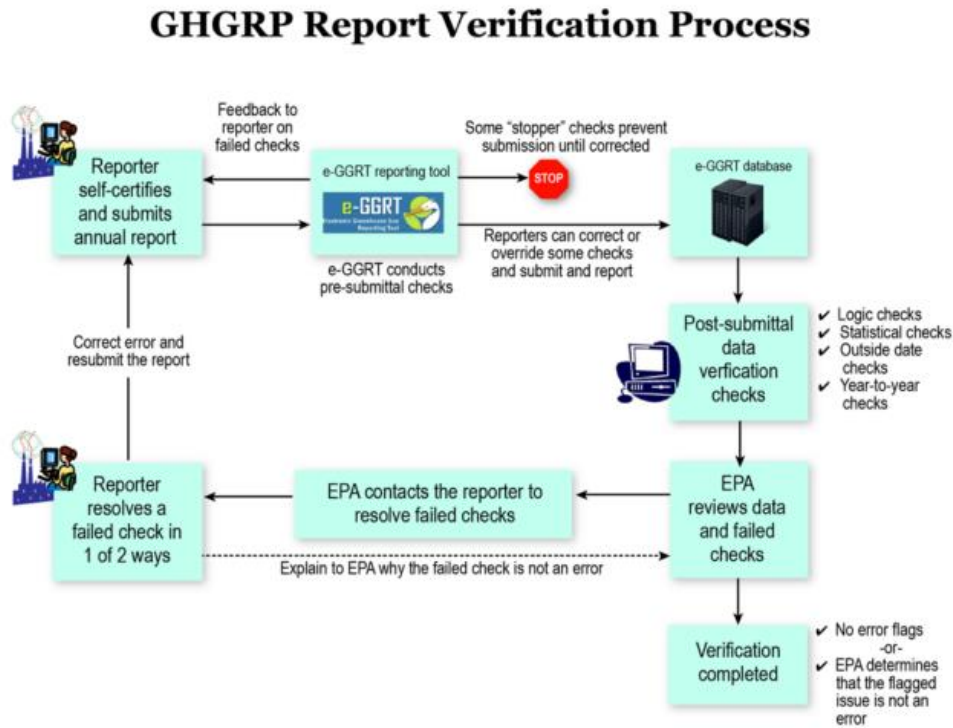 GHGRP Report Verification Process
Feedback to
reporter on
failed checks
Some "stopper" checks prevent
submission until corrected
Reporter
self-certifies
and submits
annual report
e-GGRT reporting tool
e-GGRT
Electronic Greenhouse Gas
Reporting Tool
STOP
e-GGRT database
e-GGRT conducts
pre-submittal checks
Reporters can correct or
override some checks
and submit and report
Correct error and
resubmit the report
Post-submittal
data
verfication
checks
✔ Logic checks
✔ Statistical checks
✔ Outside date
checks
✔ Year-to-year
checks
Reporter
resolves a
failed check in
1 of 2 ways
EPA contacts the reporter to
resolve failed checks
EPA
reviews data
and failed
checks
Explain to EPA why the failed check is not an error
Verification
completed
✔ No error flags
-or-
✔ EPA determines
that the flagged
issue is not an
error